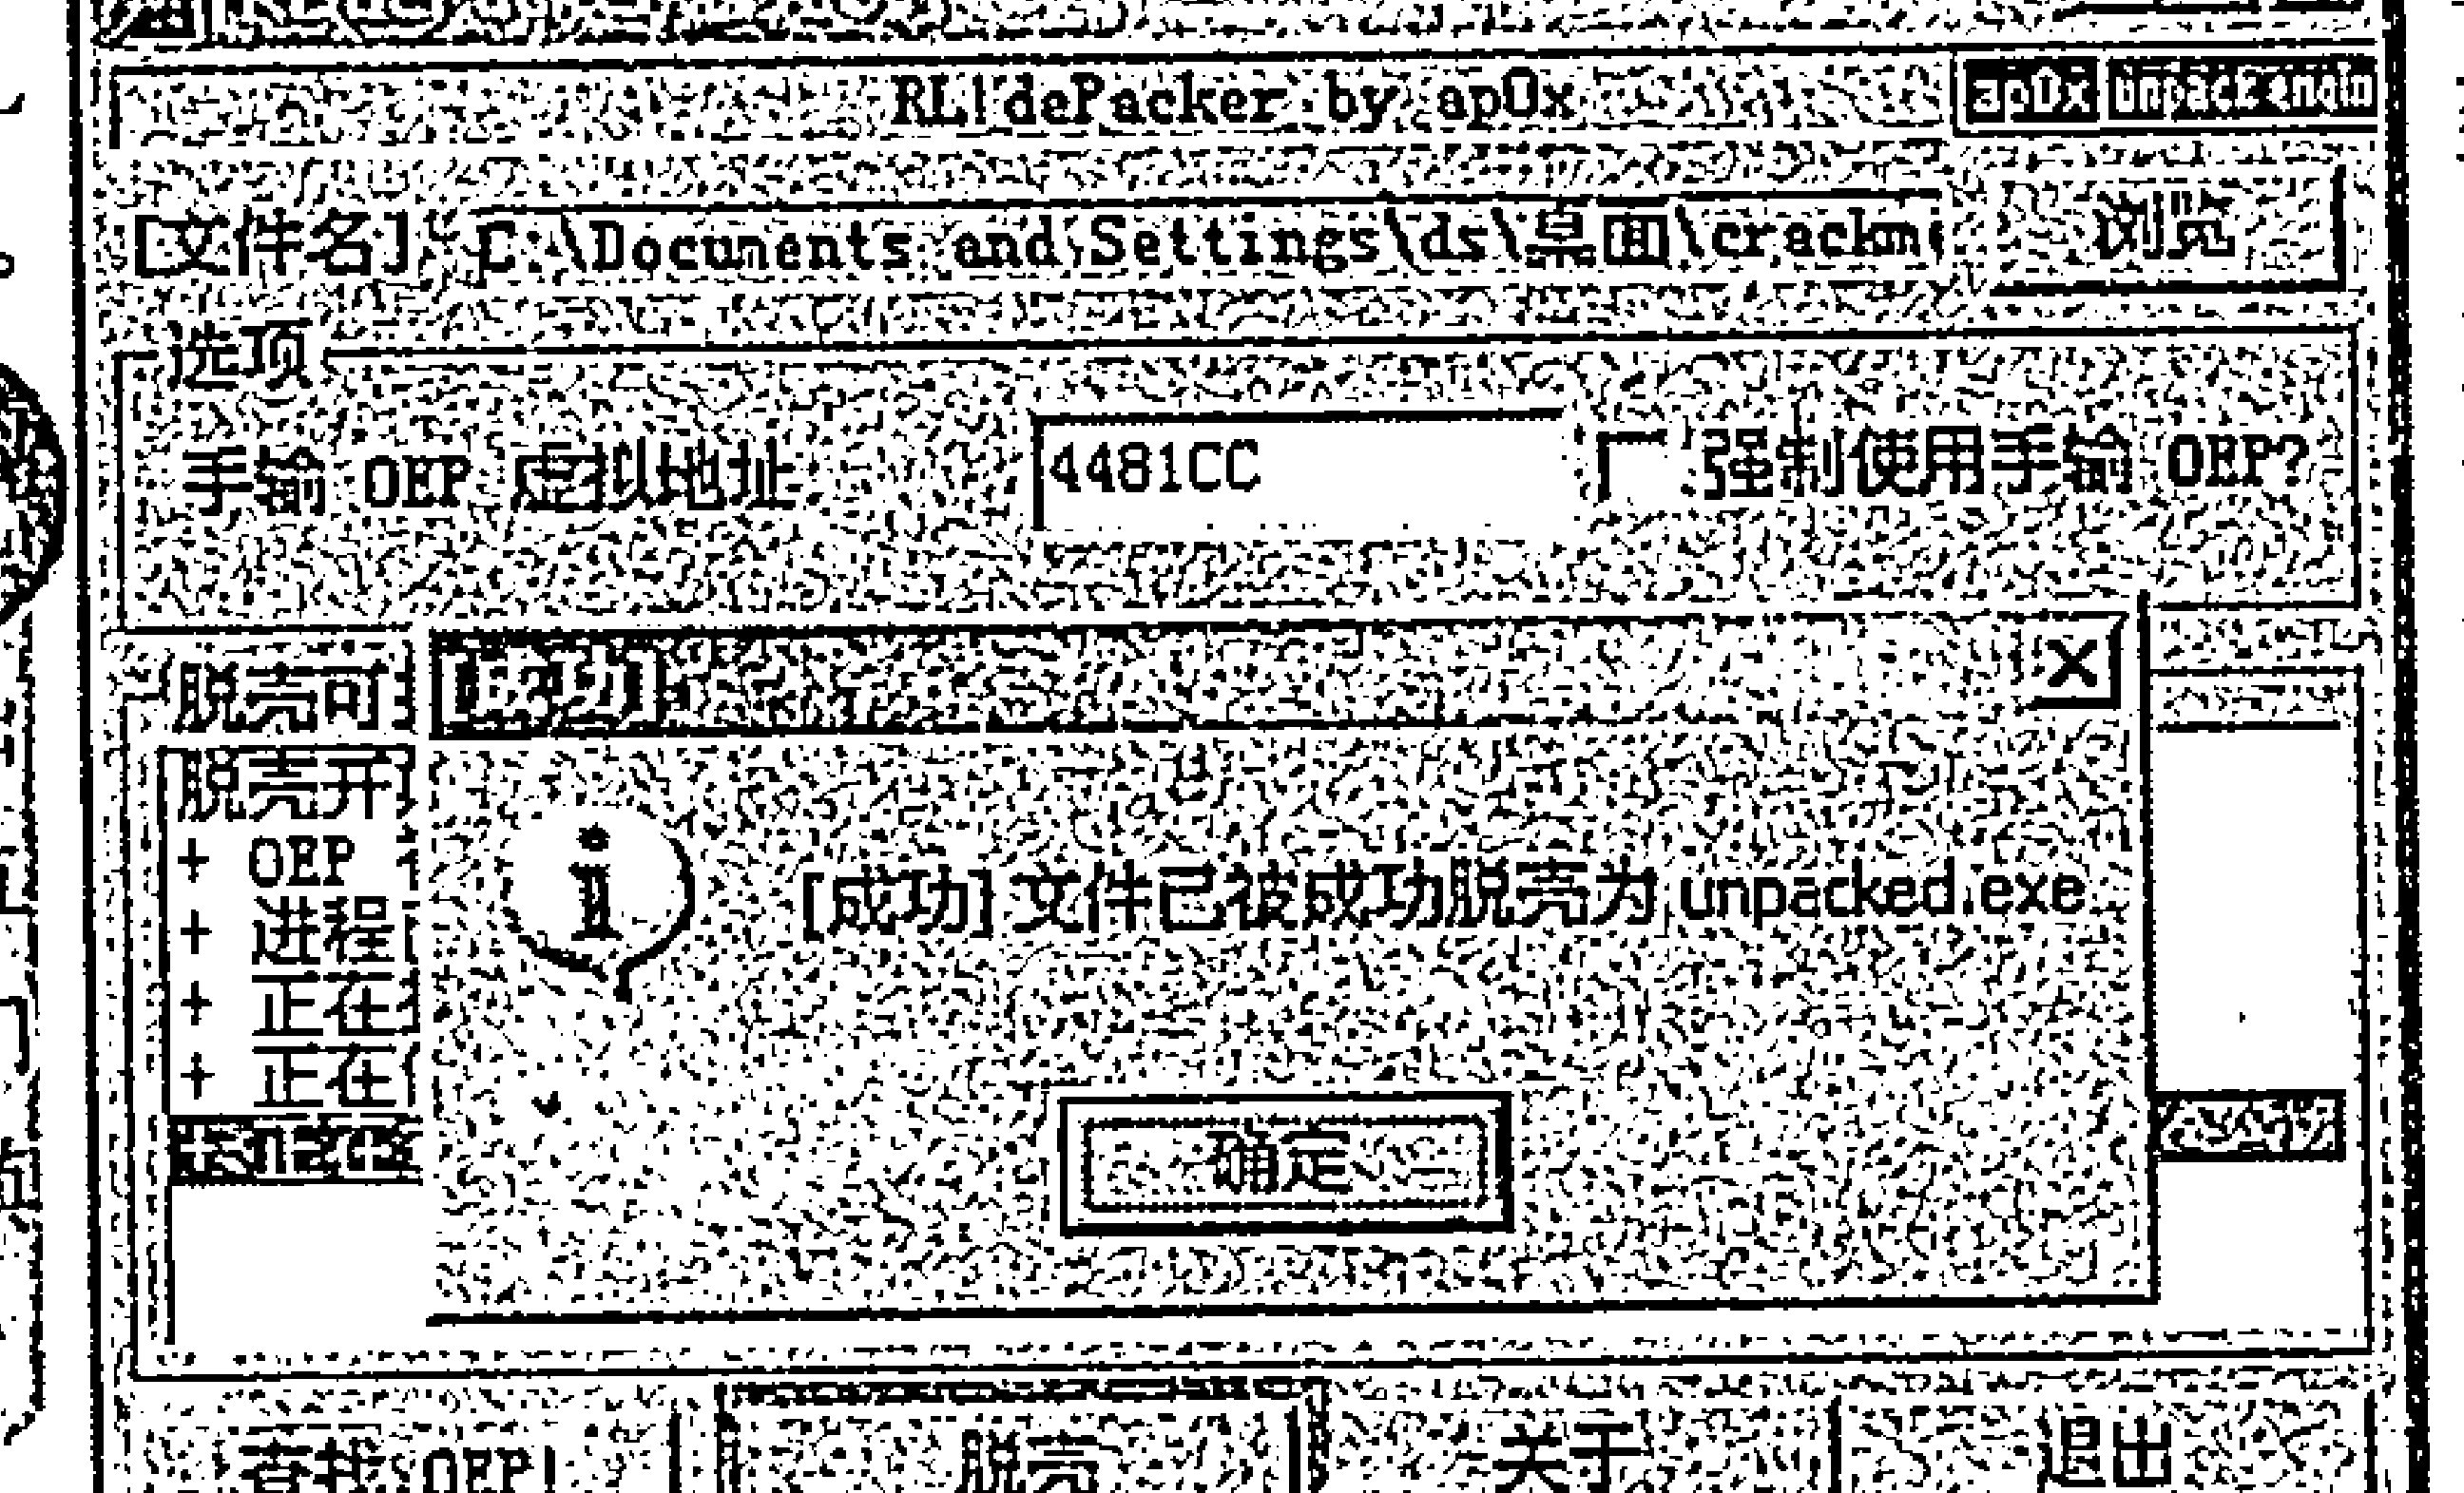 RL!dePacker by ap0x
[文件名] C:\Documents and Settings\ds\桌面\crackm 浏览
选项
手输 OEP 虚拟地址 4481CC 强制使用手输 OEP?
脱壳可
脱壳开
+ OEP
[成功] 文件已被成功脱壳为 unpacked.exe
+ 进程
+ 正在
+ 正在
确定
查找 OEP! 脱壳 关于 退出